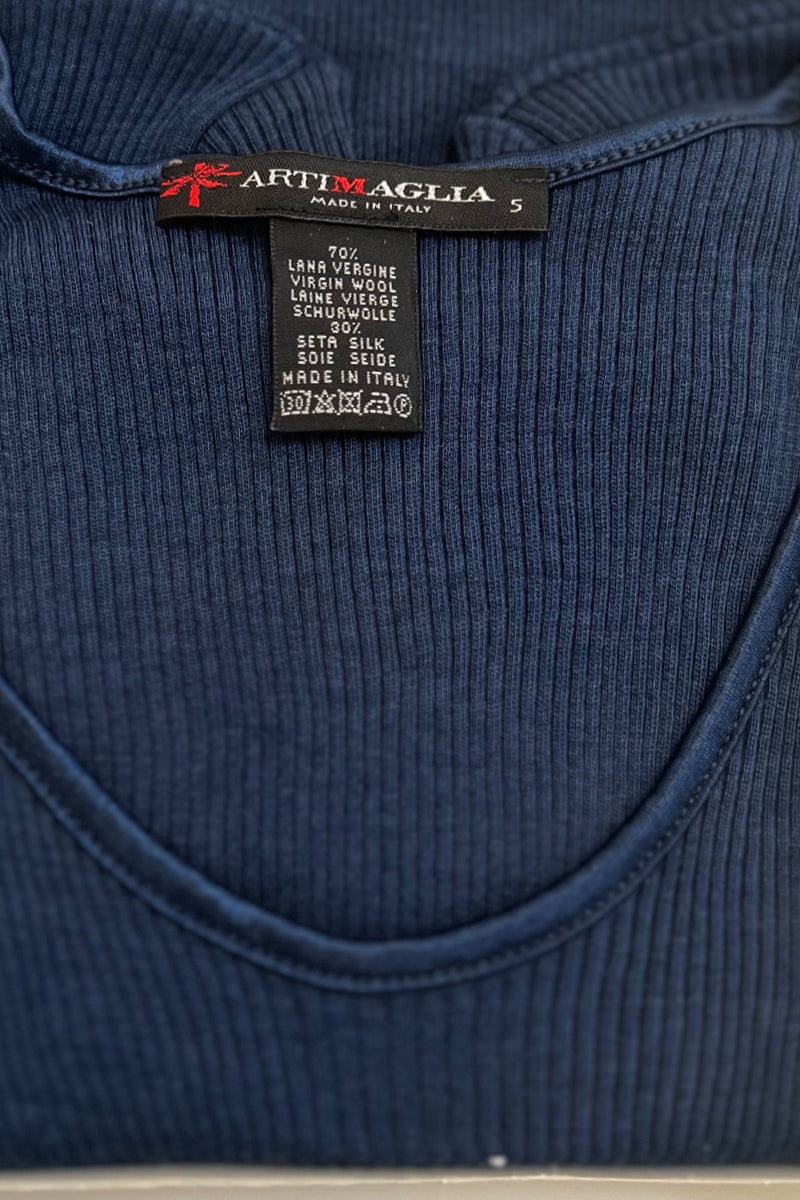 ARTIMAGLIA
MADE IN ITALY
5
70%
LANA VERGINE
VIRGIN WOOL
LAINE VIERGE
SCHURWOLLE
30%
SETA SILK
SOIE SEIDE
MADE IN ITALY
30 P